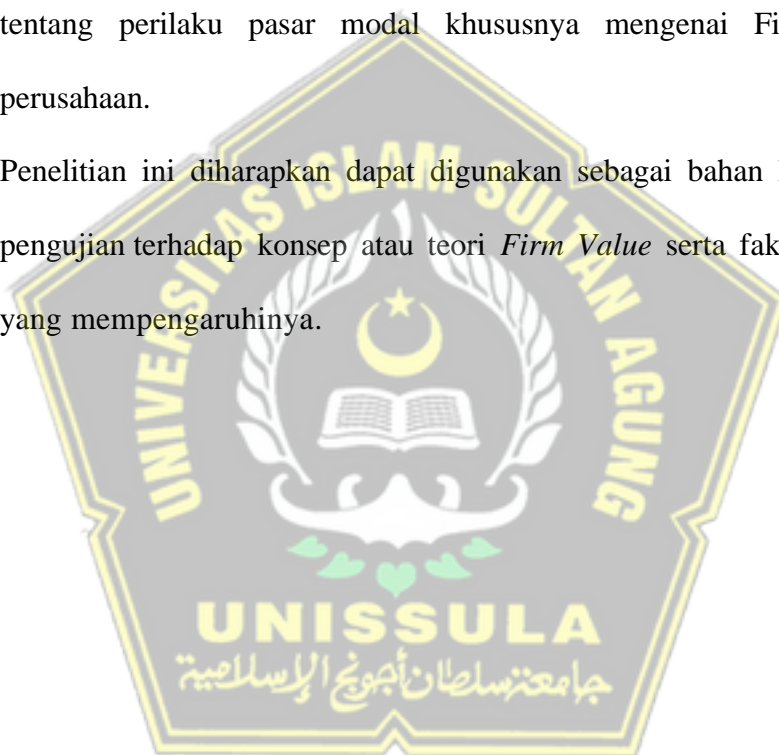 tentang perilaku pasar modal khususnya mengenai Fi
perusahaan.
Penelitian ini diharapkan dapat digunakan sebagai bahan
pengujian terhadap konsep atau teori Firm Value serta fak
yang mempengaruhinya.
UNIVERSITAS ISLAM SULTAN AGUNG
UNISSULA
جامعة سلطان أجونج الإسلامية